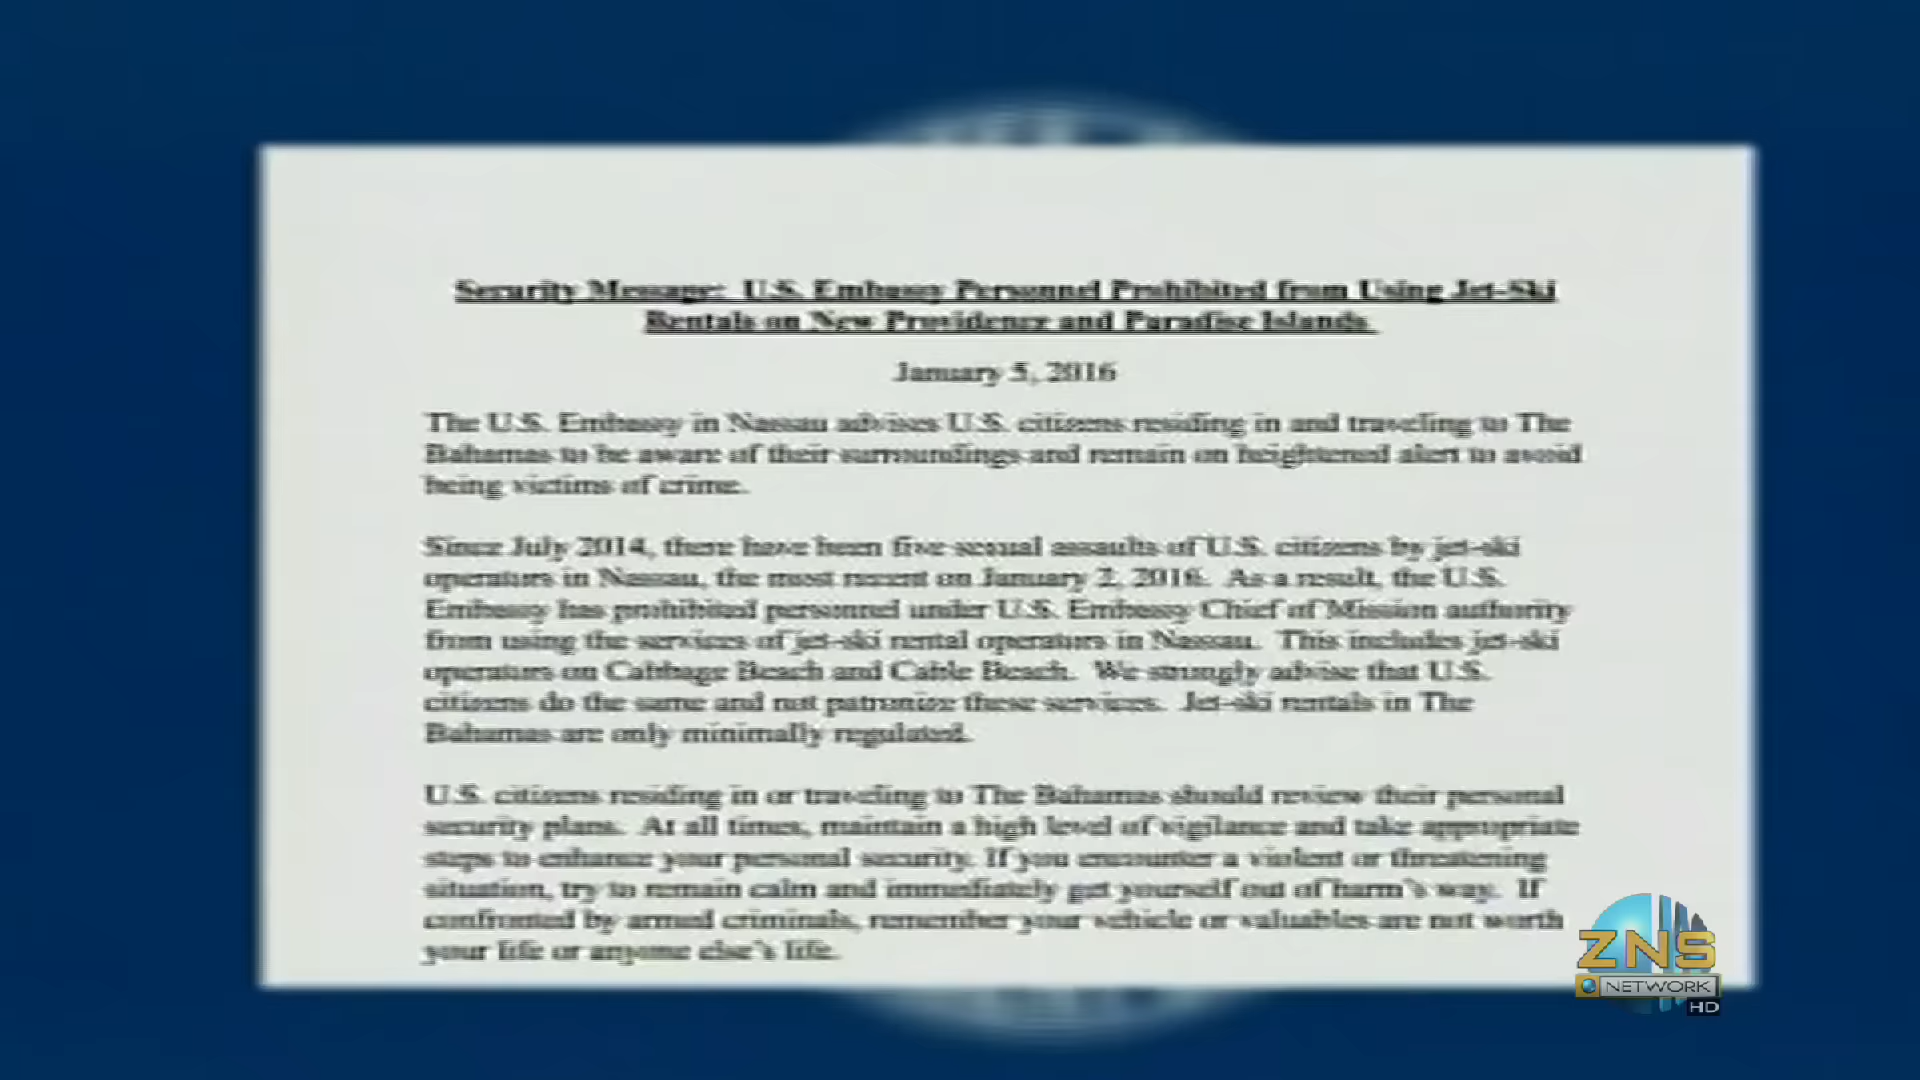 Security Message: U.S. Embassy Personnel Prohibited from Using Jet-Ski
Rentals on New Providence and Paradise Islands
January 5, 2016
The U.S. Embassy in Nassau advises U.S. citizens residing in and traveling to The
Bahamas to be aware of their surroundings and remain on heightened alert to avoid
being victims of crime.
Since July 2014, there have been five sexual assaults of U.S. citizens by jet-ski
operators in Nassau, the most recent on January 2, 2016. As a result, the U.S.
Embassy has prohibited personnel under U.S. Embassy Chief of Mission authority
from using the services of jet-ski rental operators in Nassau. This includes jet-ski
operators on Cabbage Beach and Cable Beach. We strongly advise that U.S.
citizens do the same and not patronize these services. Jet-ski rentals in The
Bahamas are only minimally regulated.
U.S. citizens residing in or traveling to The Bahamas should review their personal
security plans. At all times, maintain a high level of vigilance and take appropriate
steps to enhance your personal security. If you encounter a violent or threatening
situation, try to remain calm and immediately get yourself out of harm's way. If
confronted by armed criminals, remember your vehicle or valuables are not worth
your life or anyone else's life.
ZNS
NETWORK
HD